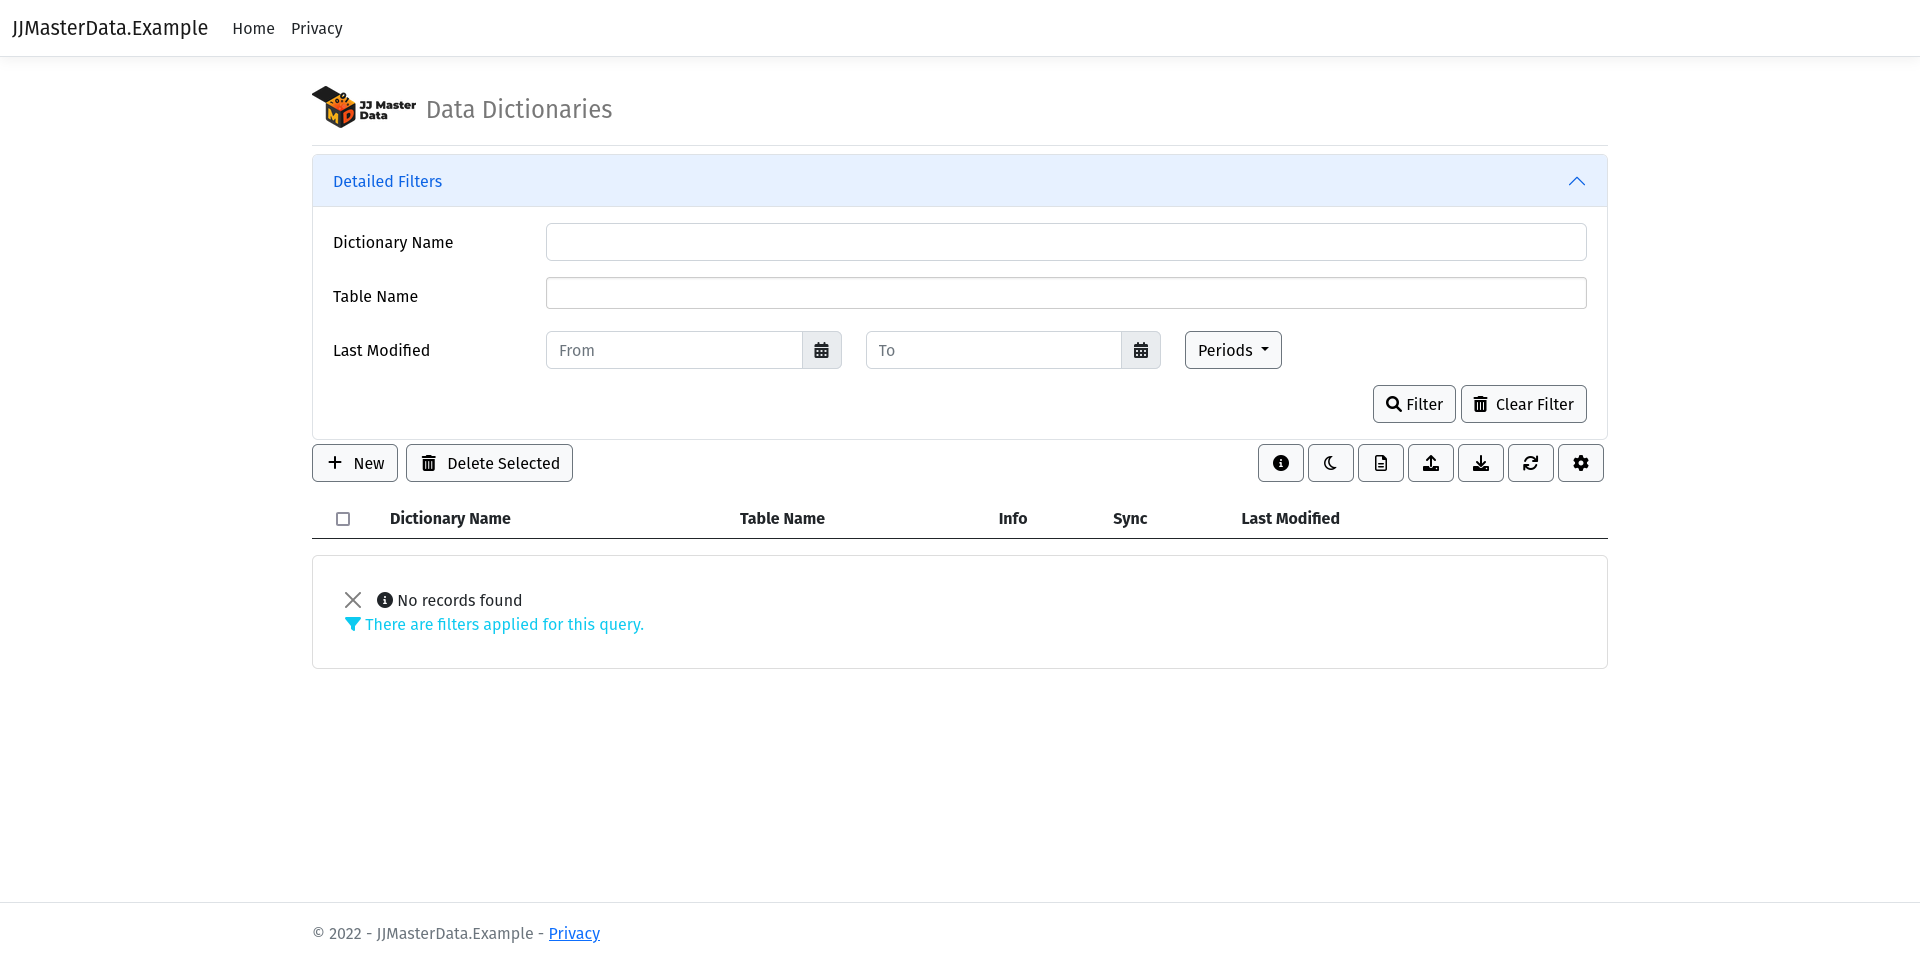 JJMasterData.Example Home Privacy
JJ Master
Data
Data Dictionaries
Detailed Filters
Dictionary Name
Table Name
Last Modified From To Periods
Filter Clear Filter
New Delete Selected
Dictionary Name Table Name Info Sync Last Modified
No records found
There are filters applied for this query.
© 2022 - JJMasterData.Example - Privacy